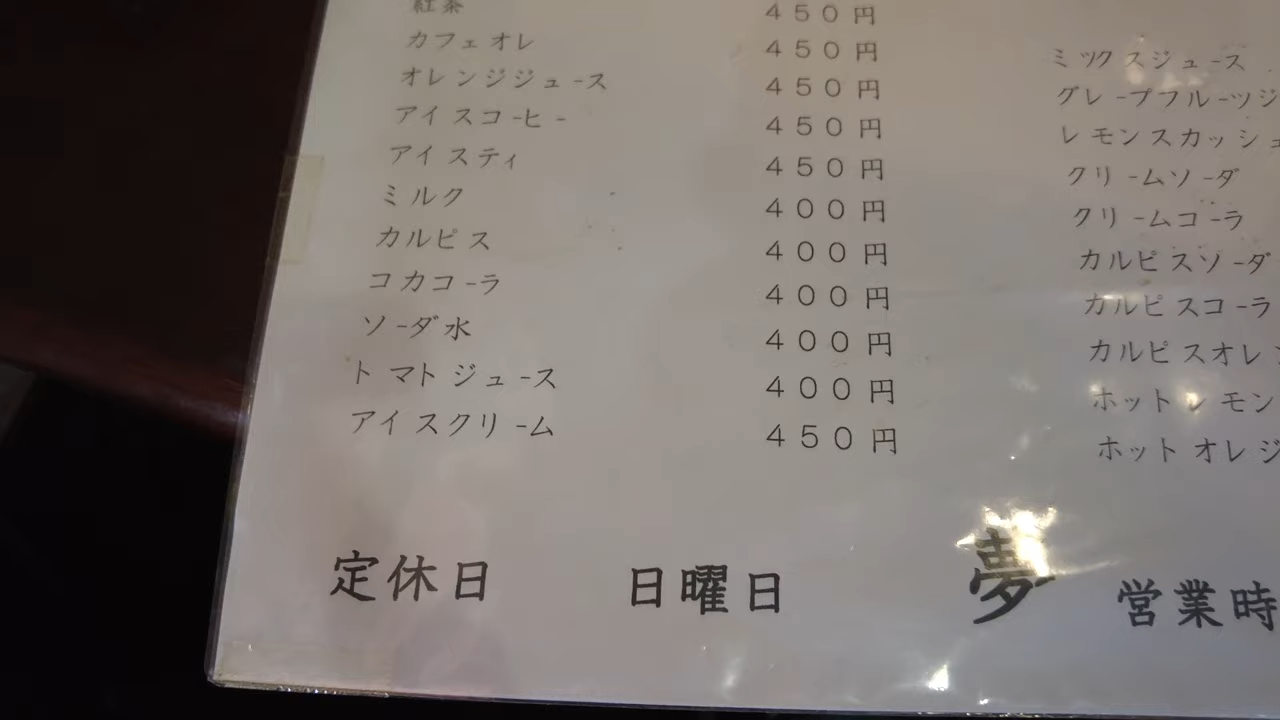 紅茶 450円
カフェオレ 450円
オレンジジュース 450円
アイスコーヒー 450円
アイスティ 450円
ミルク 400円
カルピス 400円
コカコーラ 400円
ソーダ水 400円
トマトジュース 400円
アイスクリーム 450円
ミックスジュース
グレープフルーツジ
レモンスカッシュ
クリームソーダ
クリームコーラ
カルピスソーダ
カルピスコーラ
カルピスオレン
ホットレモン
ホットオレジ
定休日 日曜日 夢 営業時